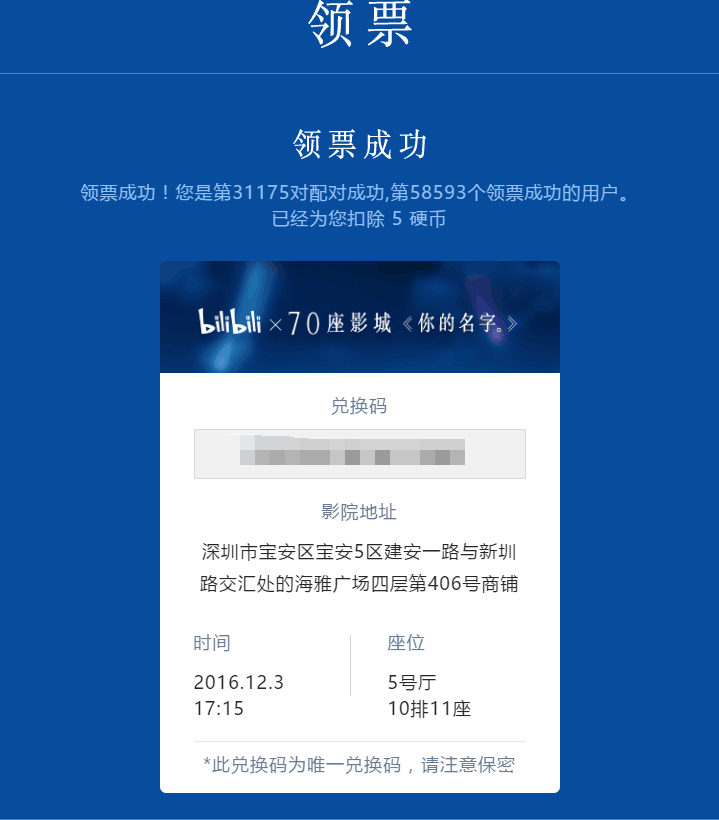 领票
领票成功
领票成功！您是第31175对配对成功,第58593个领票成功的用户。
已经为您扣除 5 硬币
bilibili×70座影城《你的名字。》
兑换码
影院地址
深圳市宝安区宝安5区建安一路与新圳
路交汇处的海雅广场四层第406号商铺
时间
座位
2016.12.3
5号厅
17:15
10排11座
*此兑换码为唯一兑换码，请注意保密